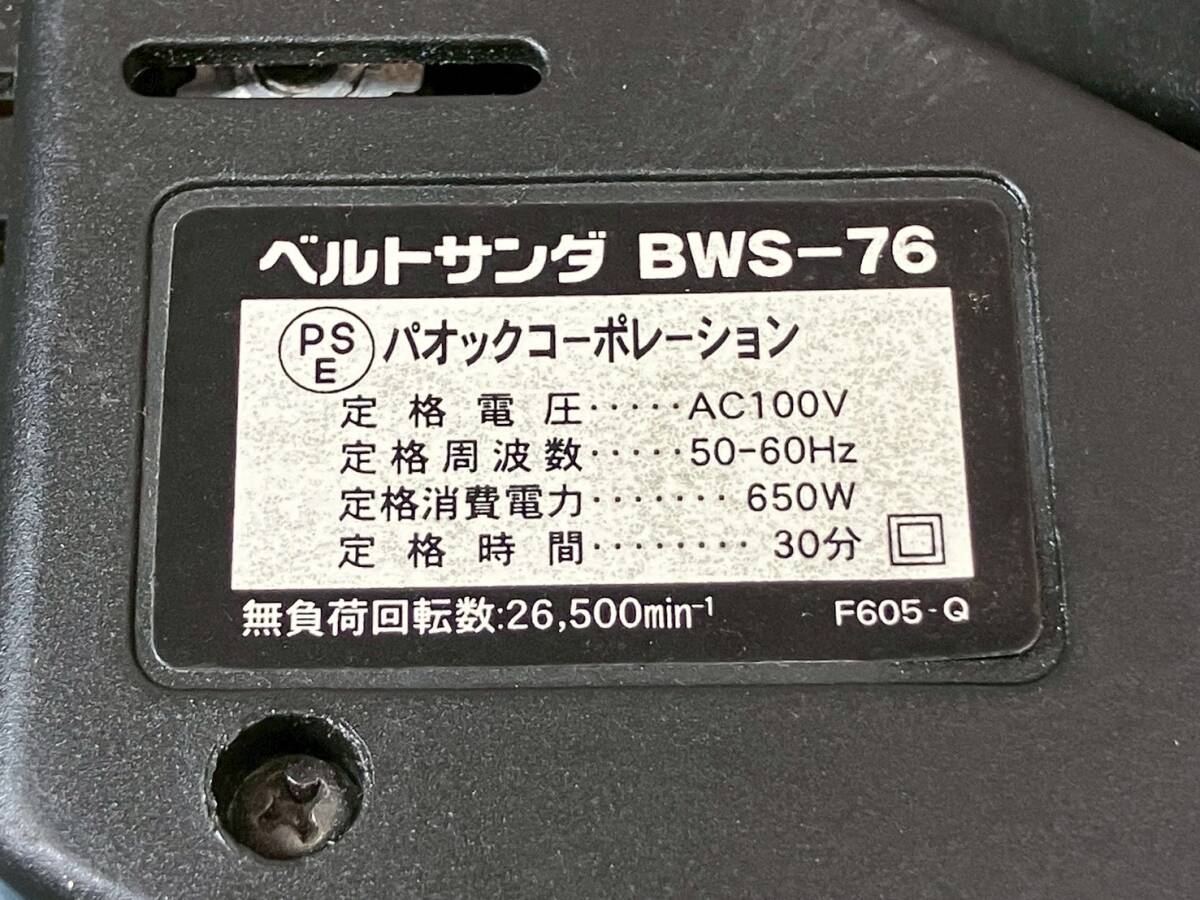 ベルトサンダ BWS-76
PSE パオックコーポレーション
定格電圧·····AC100V
定格周波数·····50-60Hz
定格消費電力·······650W
定格時間········30分
無負荷回転数:26,500min⁻¹ F605-Q